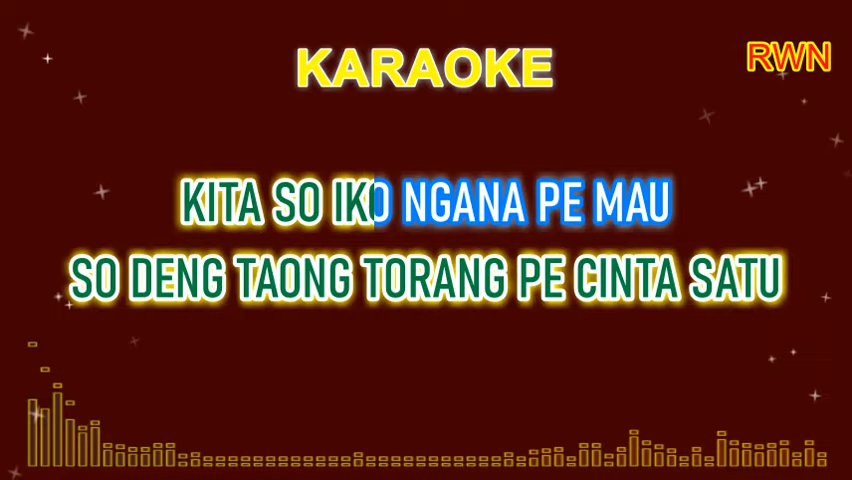 KARAOKE
RWN
KITA SO IKO NGANA PE MAU
SO DENG TAONG TORANG PE CINTA SATU